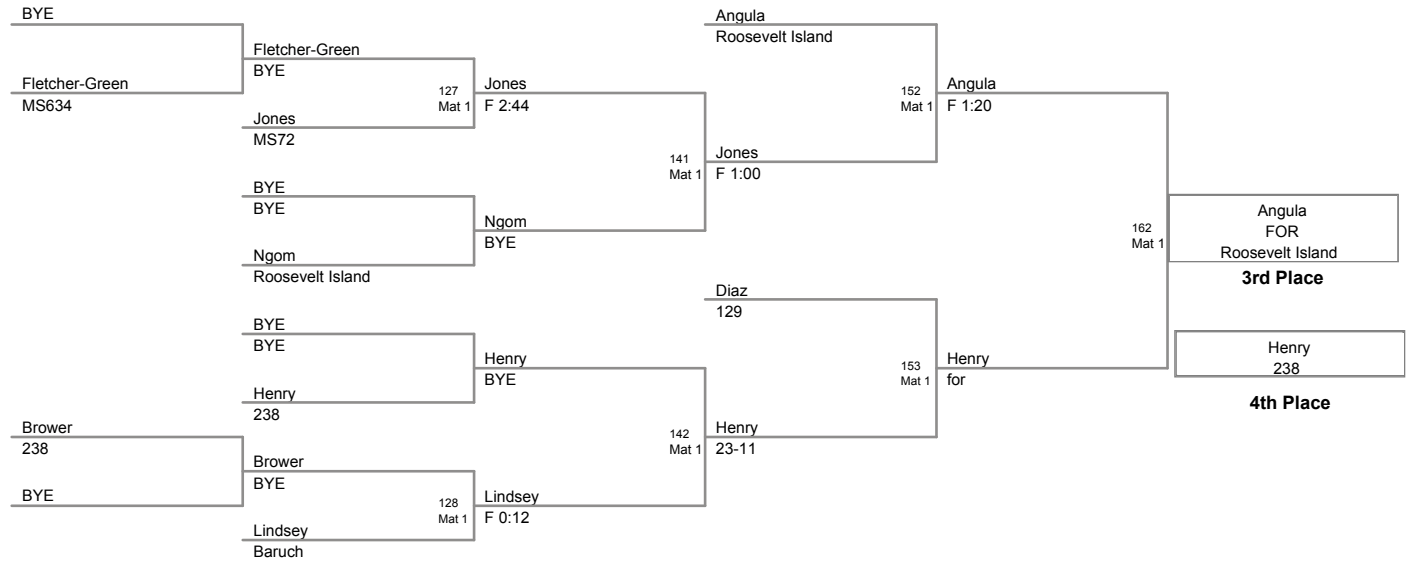 BYE
Fletcher-Green
MS634
Fletcher-Green
BYE
Jones
MS72
127
Mat 1
Jones
F 2:44
BYE
BYE
Ngom
Roosevelt Island
Ngom
BYE
141
Mat 1
Jones
F 1:00
Angula
Roosevelt Island
152
Mat 1
Angula
F 1:20
BYE
BYE
Henry
238
Henry
BYE
Brower
238
BYE
Brower
BYE
Lindsey
Baruch
128
Mat 1
Lindsey
F 0:12
142
Mat 1
Henry
23-11
Diaz
129
153
Mat 1
Henry
for
162
Mat 1
Angula
FOR
Roosevelt Island
3rd Place
Henry
238
4th Place